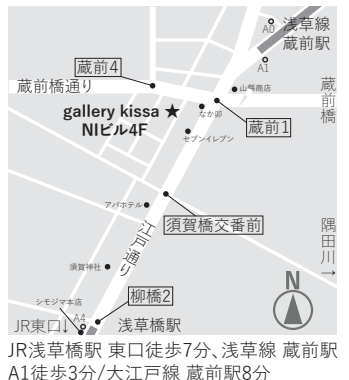 A0
浅草線
蔵前駅
A1
蔵前4
蔵前橋通り
山本商店
蔵前橋
gallery kissa ★
NIビル4F
なか卯
蔵前1
セブンイレブン
アパホテル
須賀橋交番前
江戸通り
隅田川→
須賀神社
N
シモジマ本店
柳橋2
A4
JR東口↓
浅草橋駅
JR浅草橋駅 東口徒歩7分、浅草線 蔵前駅
A1徒歩3分/大江戸線 蔵前駅8分